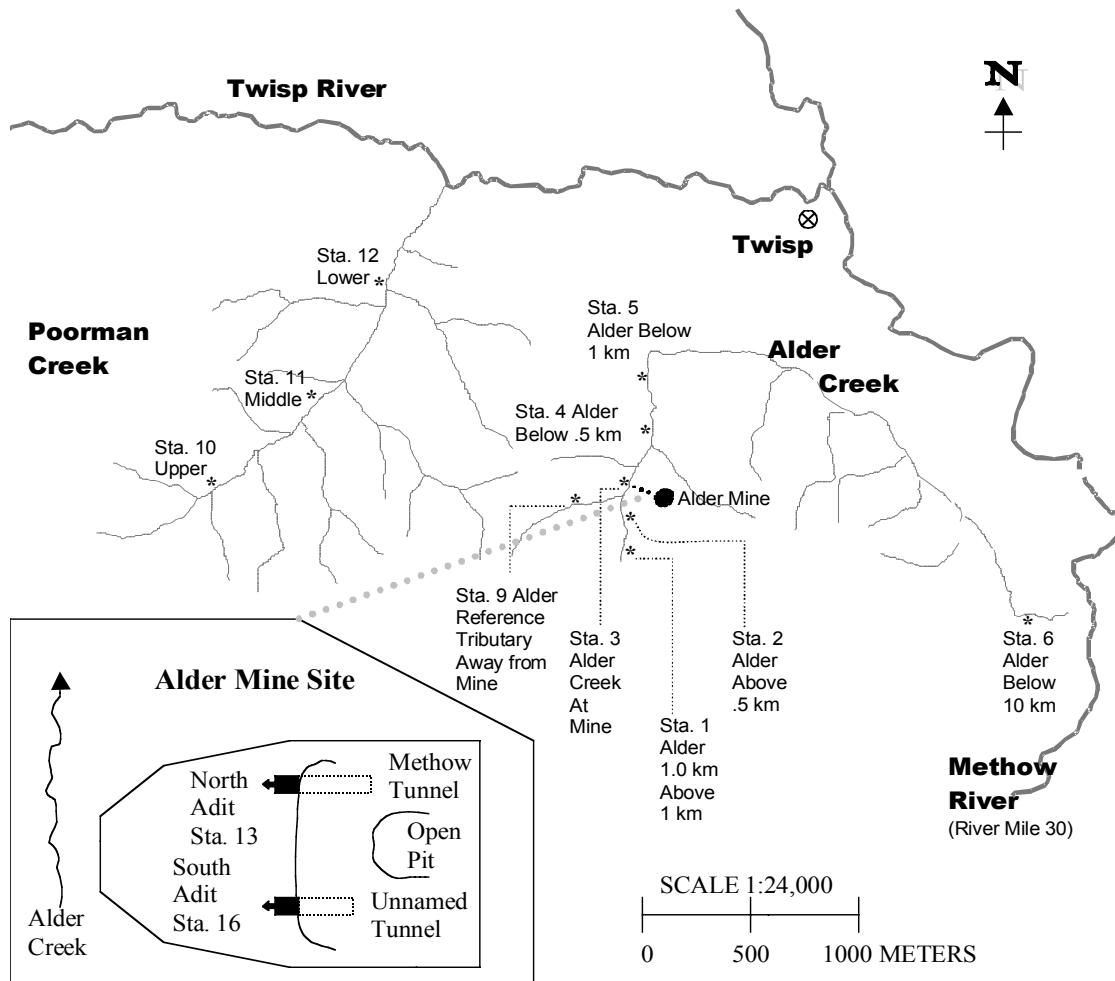 Twisp River
N
Twisp
Sta. 12
Lower
Poorman
Creek
Sta. 5
Alder Below
1 km
Alder
Creek
Sta. 11
Middle
Sta. 4 Alder
Below .5 km
Sta. 10
Upper
Alder Mine
Sta. 9 Alder
Reference
Tributary
Away from
Mine
Sta. 3
Alder
Creek
At
Mine
Sta. 2
Alder
Above
.5 km
Sta. 1
Alder
1.0 km
Above
1 km
Sta. 6
Alder
Below
10 km
Methow
River
(River Mile 30)
Alder Mine Site
North
Adit
Sta. 13
Methow
Tunnel
Open
Pit
South
Adit
Sta. 16
Unnamed
Tunnel
Alder
Creek
SCALE 1:24,000
0 500 1000 METERS